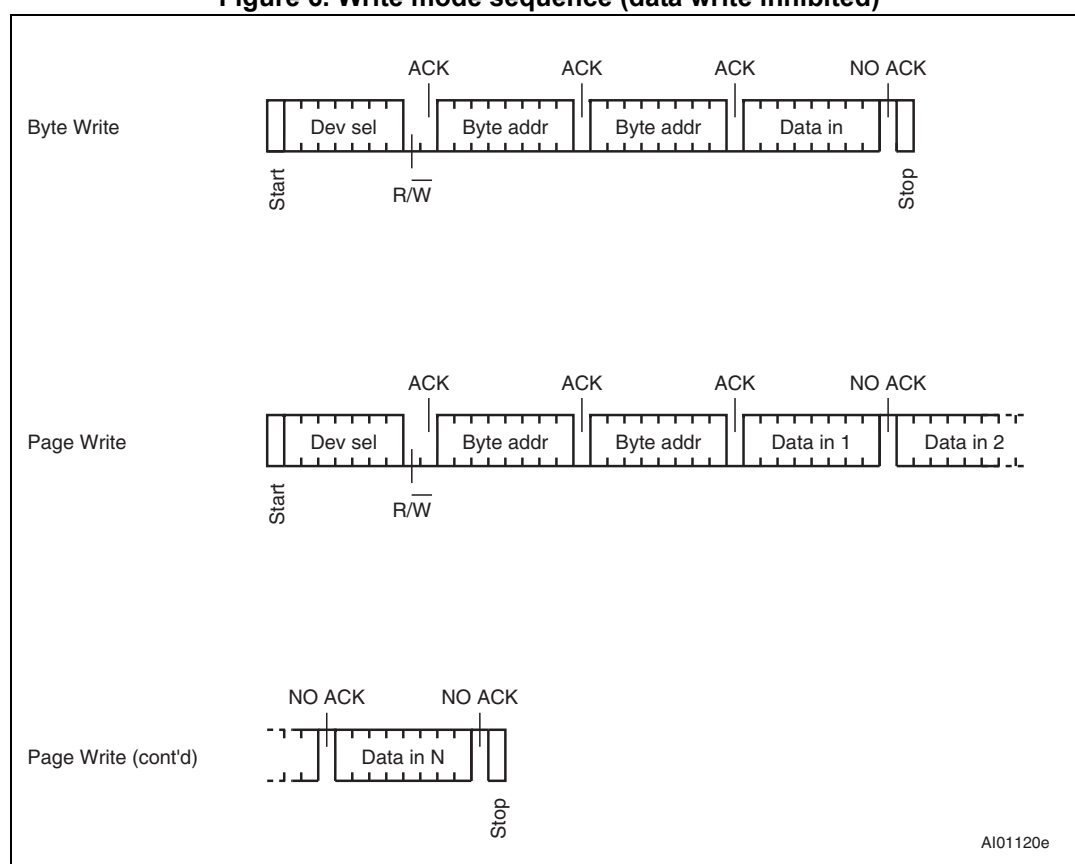 Figure 6. Write mode sequence (data write inhibited)
ACK ACK ACK NO ACK
Byte Write
Dev sel Byte addr Byte addr Data in
Start
R/W̅
Stop
ACK ACK ACK NO ACK
Page Write
Dev sel Byte addr Byte addr Data in 1 Data in 2
Start
R/W̅
NO ACK NO ACK
Page Write (cont'd)
Data in N
Stop
AI01120e